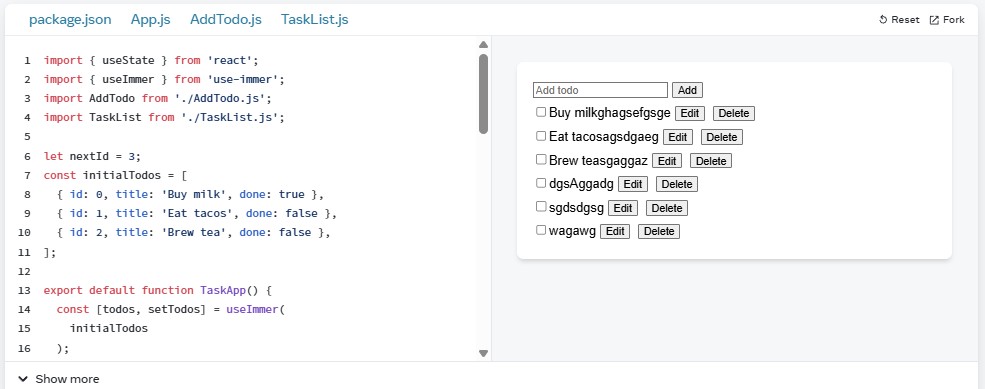 package.json App.js AddTodo.js TaskList.js Reset Fork
1 import { useState } from 'react';
2 import { useImmer } from 'use-immer';
3 import AddTodo from './AddTodo.js';
4 import TaskList from './TaskList.js';
5
6 let nextId = 3;
7 const initialTodos = [
8   { id: 0, title: 'Buy milk', done: true },
9   { id: 1, title: 'Eat tacos', done: false },
10   { id: 2, title: 'Brew tea', done: false },
11 ];
12
13 export default function TaskApp() {
14   const [todos, setTodos] = useImmer(
15     initialTodos
16   );
Show more
Add todo Add
Buy milkghagsefgsge Edit Delete
Eat tacosagsdgaeg Edit Delete
Brew teasgaggaz Edit Delete
dgsAggadg Edit Delete
sgdsdgsg Edit Delete
wagawg Edit Delete